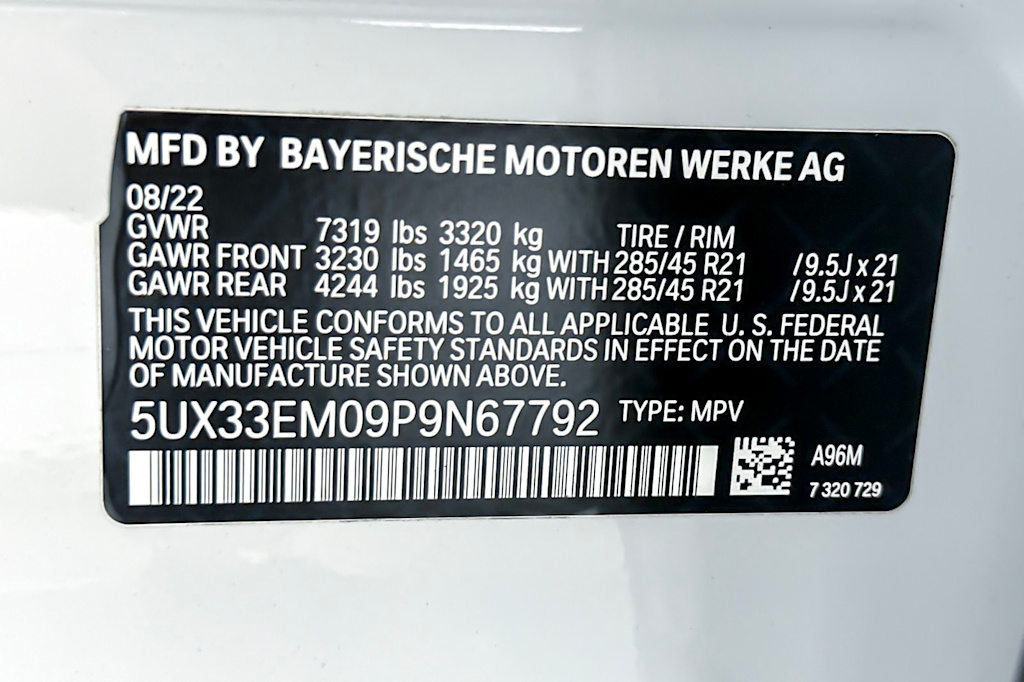 MFD BY BAYERISCHE MOTOREN WERKE AG
08/22
GVWR 7319 lbs 3320 kg TIRE / RIM
GAWR FRONT 3230 lbs 1465 kg WITH 285/45 R21 / 9.5J x 21
GAWR REAR 4244 lbs 1925 kg WITH 285/45 R21 / 9.5J x 21
THIS VEHICLE CONFORMS TO ALL APPLICABLE U. S. FEDERAL
MOTOR VEHICLE SAFETY STANDARDS IN EFFECT ON THE DATE
OF MANUFACTURE SHOWN ABOVE.
5UX33EM09P9N67792 TYPE: MPV
A96M
7 320 729